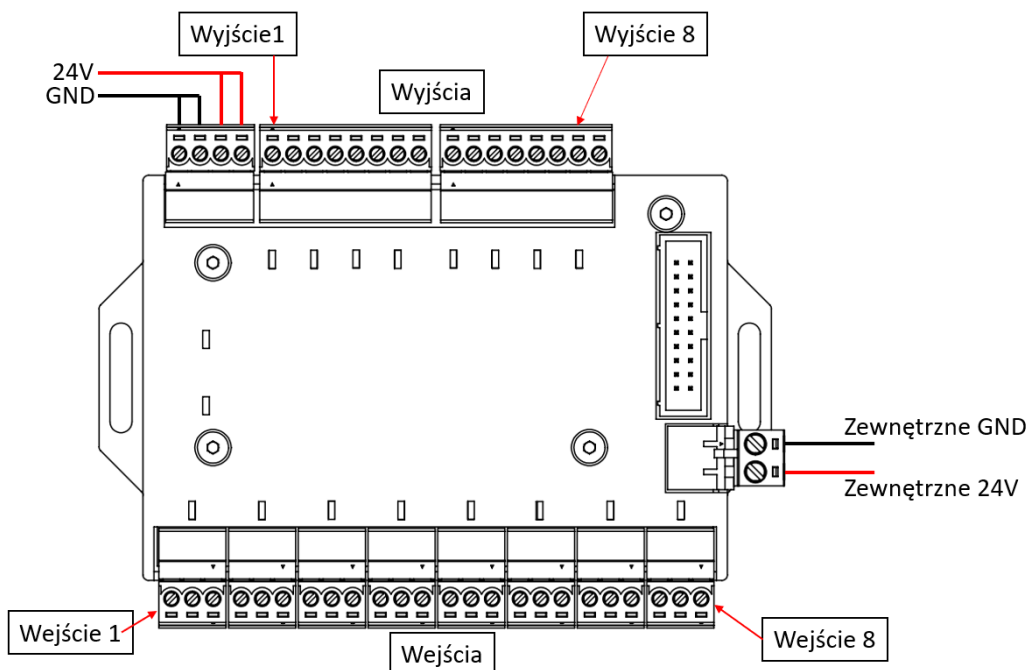 Wyjście1
Wyjście 8
24V
GND
Wyjścia
Zewnętrzne GND
Zewnętrzne 24V
Wejście 1
Wejścia
Wejście 8